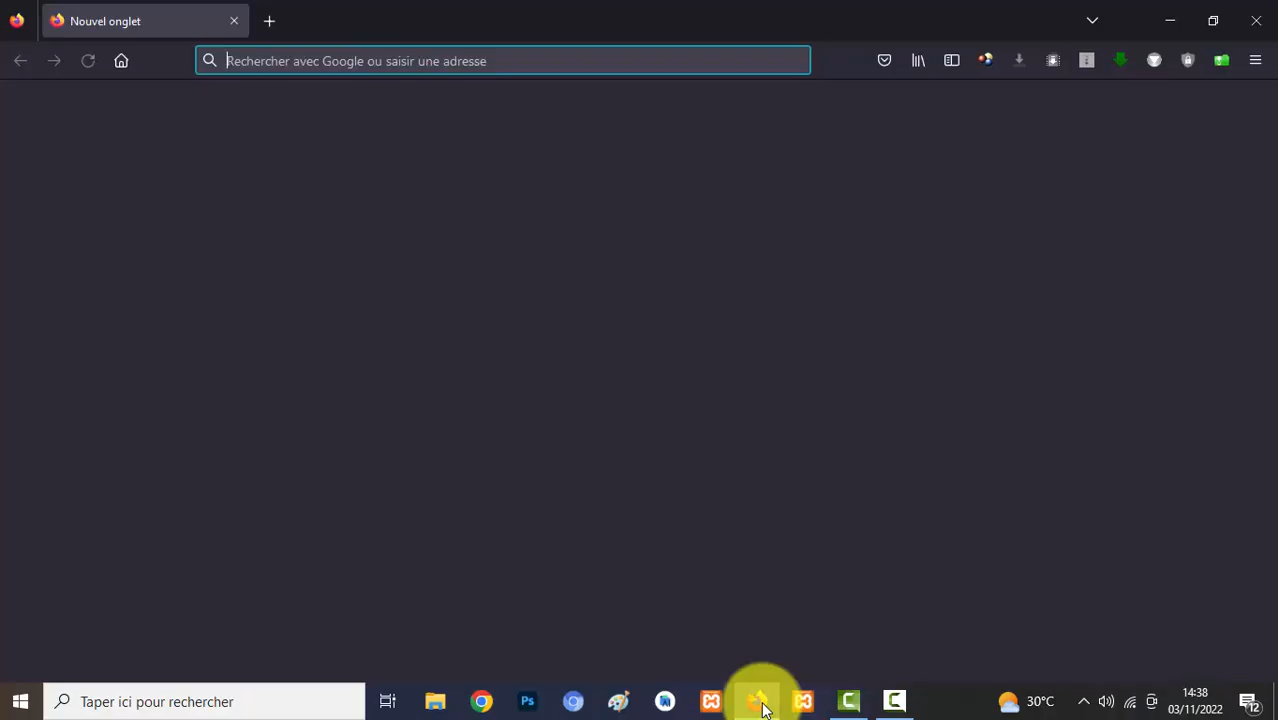 Nouvel onglet
Rechercher avec Google ou saisir une adresse
Taper ici pour rechercher
Ps
30°C
14:38
03/11/2022
12